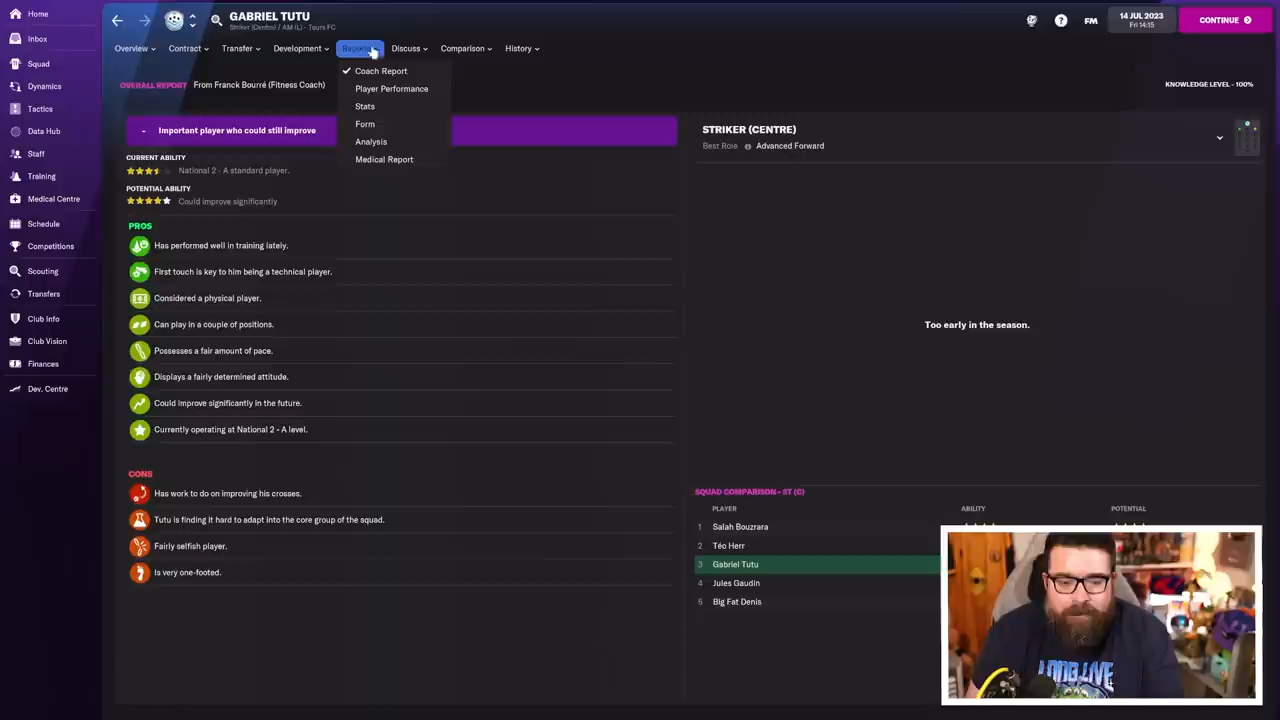 GABRIEL TUTU
Striker (Centre) / AM (L) - Tours FC
14 JUL 2023
Fri 14:15
CONTINUE
FM
Home
Inbox
Squad
Dynamics
Tactics
Data Hub
Staff
Training
Medical Centre
Schedule
Competitions
Scouting
Transfers
Club Info
Club Vision
Finances
Dev. Centre
Overview
Contract
Transfer
Development
Reports
Discuss
Comparison
History
Coach Report
Player Performance
Stats
Form
Analysis
Medical Report
OVERALL REPORT From Franck Bourré (Fitness Coach)
KNOWLEDGE LEVEL - 100%
- Important player who could still improve
CURRENT ABILITY
National 2 - A standard player.
POTENTIAL ABILITY
Could improve significantly
PROS
Has performed well in training lately.
First touch is key to him being a technical player.
Considered a physical player.
Can play in a couple of positions.
Possesses a fair amount of pace.
Displays a fairly determined attitude.
Could improve significantly in the future.
Currently operating at National 2 - A level.
CONS
Has work to do on improving his crosses.
Tutu is finding it hard to adapt into the core group of the squad.
Fairly selfish player.
Is very one-footed.
STRIKER (CENTRE)
Best Role Advanced Forward
Too early in the season.
SQUAD COMPARISON - ST (C)
PLAYER ABILITY POTENTIAL
1 Salah Bouzrara
2 Téo Herr
3 Gabriel Tutu
4 Jules Gaudin
5 Big Fat Denis
LONG LIVE